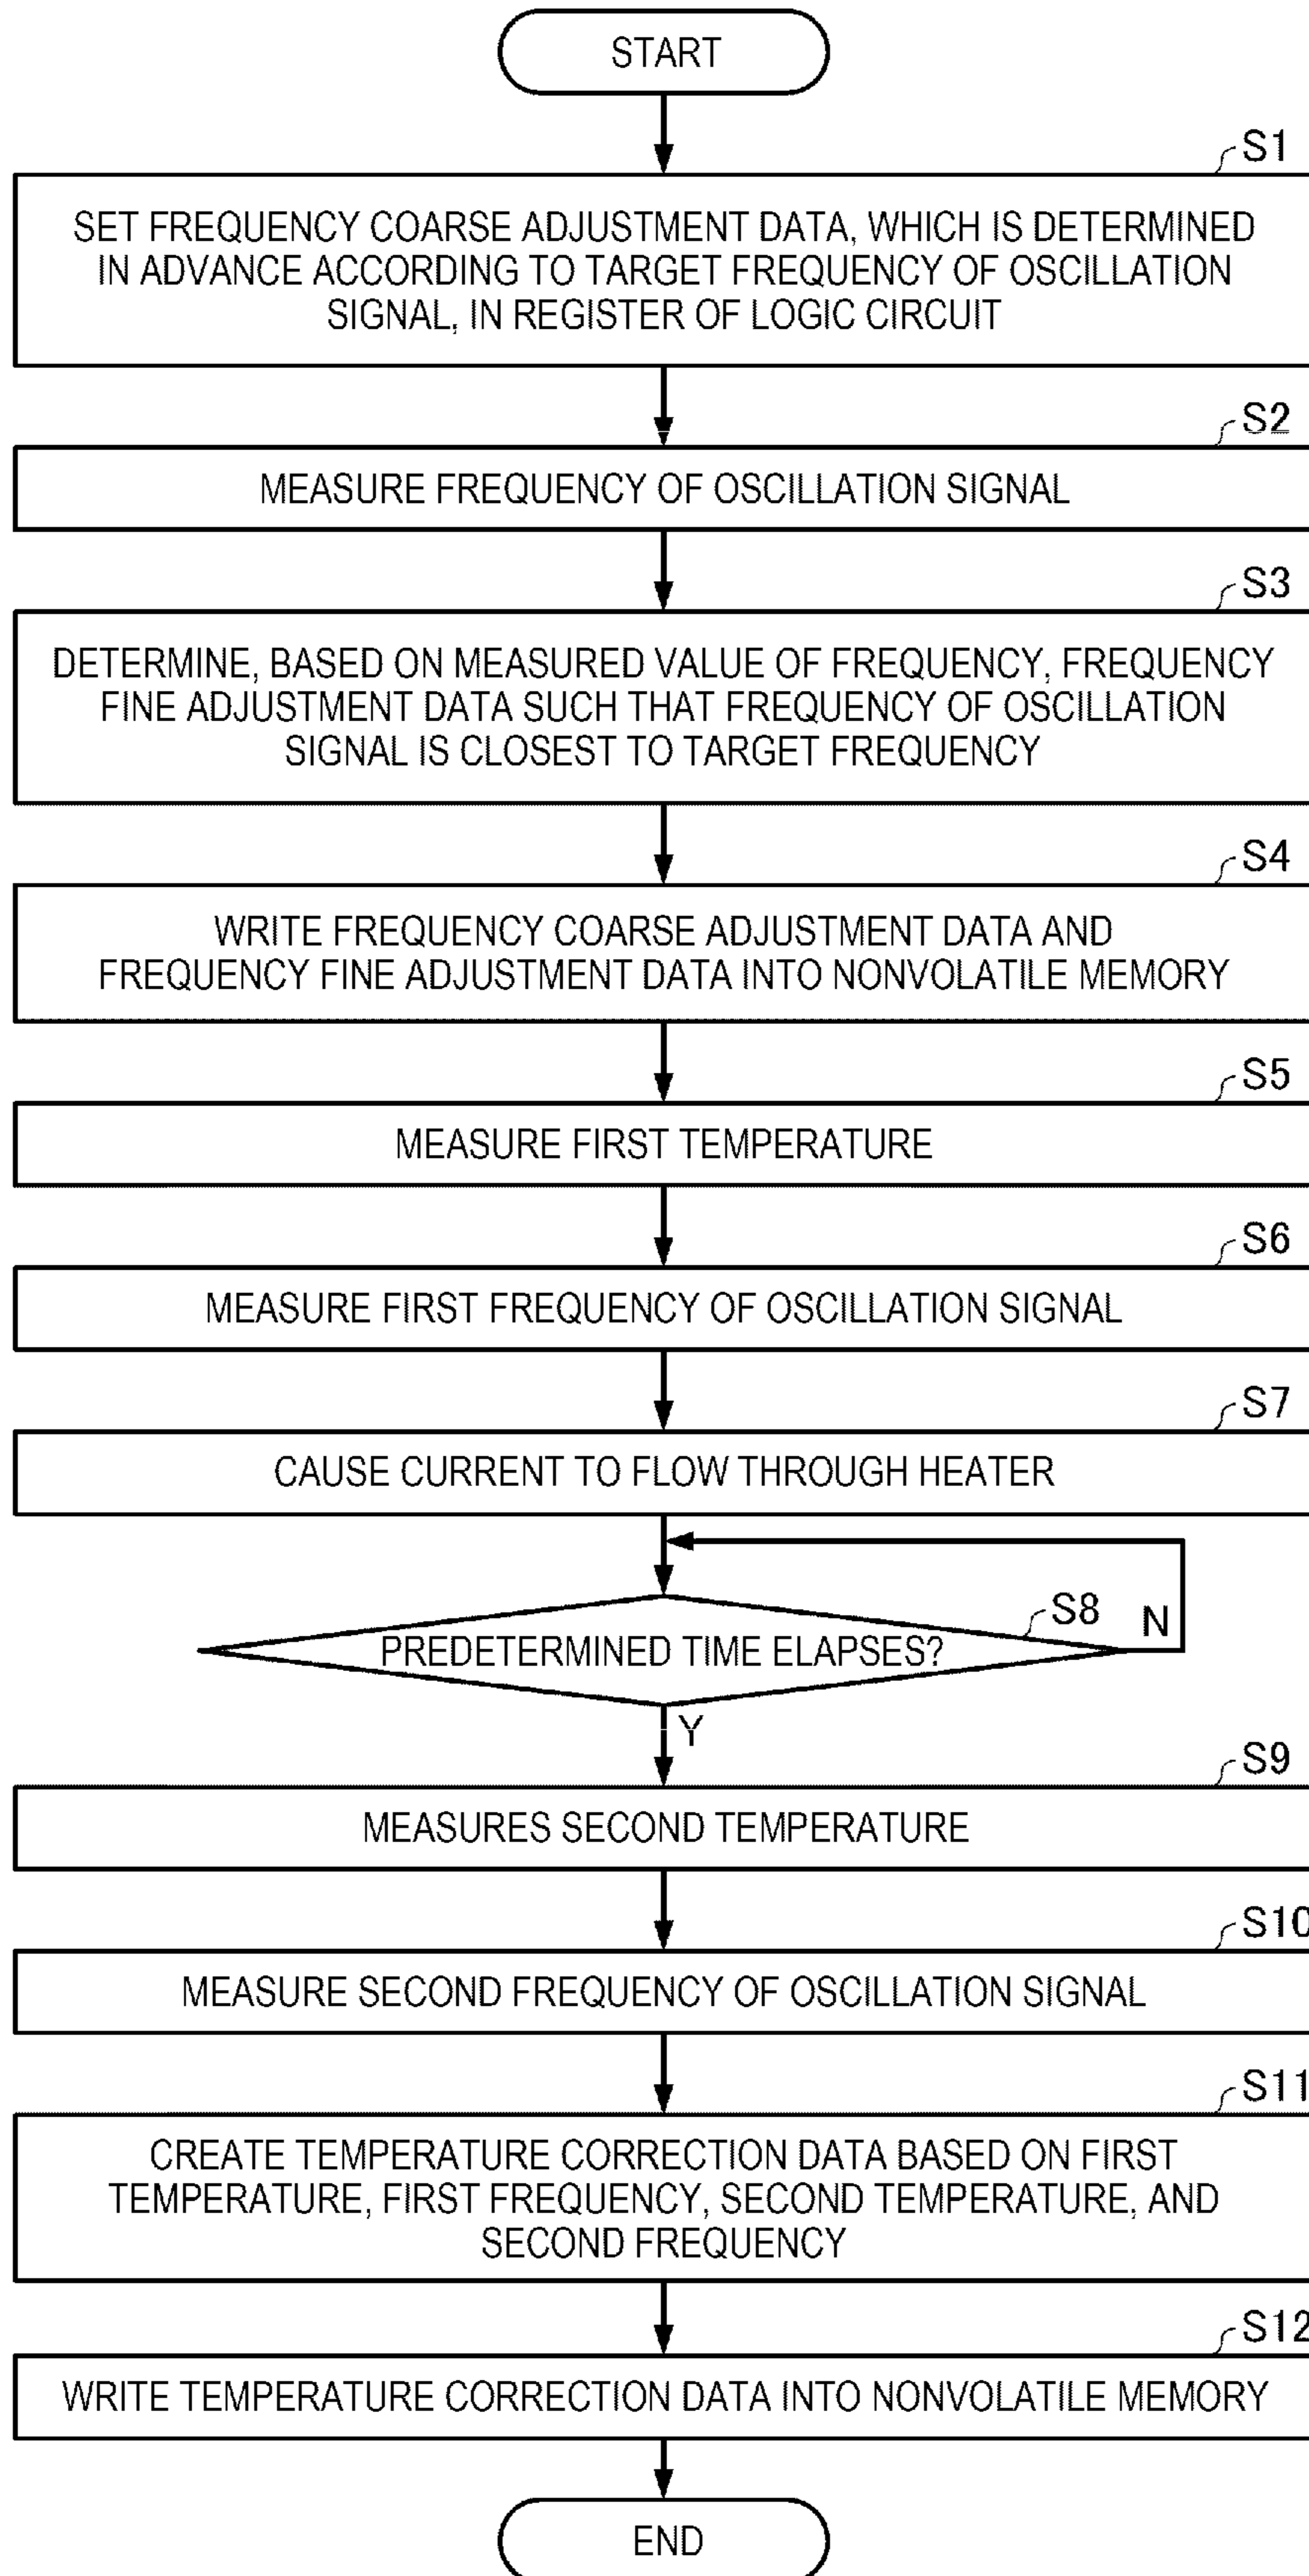 START
S1
SET FREQUENCY COARSE ADJUSTMENT DATA, WHICH IS DETERMINED
IN ADVANCE ACCORDING TO TARGET FREQUENCY OF OSCILLATION
SIGNAL, IN REGISTER OF LOGIC CIRCUIT
S2
MEASURE FREQUENCY OF OSCILLATION SIGNAL
S3
DETERMINE, BASED ON MEASURED VALUE OF FREQUENCY, FREQUENCY
FINE ADJUSTMENT DATA SUCH THAT FREQUENCY OF OSCILLATION
SIGNAL IS CLOSEST TO TARGET FREQUENCY
S4
WRITE FREQUENCY COARSE ADJUSTMENT DATA AND
FREQUENCY FINE ADJUSTMENT DATA INTO NONVOLATILE MEMORY
S5
MEASURE FIRST TEMPERATURE
S6
MEASURE FIRST FREQUENCY OF OSCILLATION SIGNAL
S7
CAUSE CURRENT TO FLOW THROUGH HEATER
S8
N
PREDETERMINED TIME ELAPSES?
Y
S9
MEASURES SECOND TEMPERATURE
S10
MEASURE SECOND FREQUENCY OF OSCILLATION SIGNAL
S11
CREATE TEMPERATURE CORRECTION DATA BASED ON FIRST
TEMPERATURE, FIRST FREQUENCY, SECOND TEMPERATURE, AND
SECOND FREQUENCY
S12
WRITE TEMPERATURE CORRECTION DATA INTO NONVOLATILE MEMORY
END